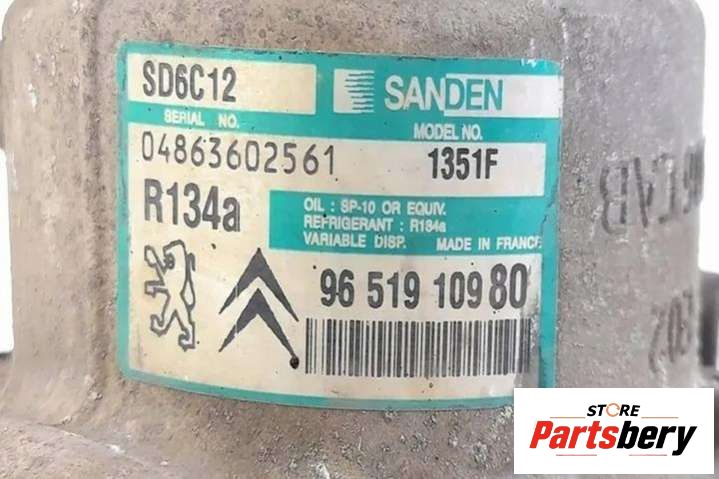 SD6C12
SANDEN
SERIAL NO.
MODEL NO.
04863602561
1351F
R134a
OIL : SP-10 OR EQUIV.
REFRIGERANT : R134a
VARIABLE DISP. MADE IN FRANCE
96 519 109 80
STORE
Partsbery